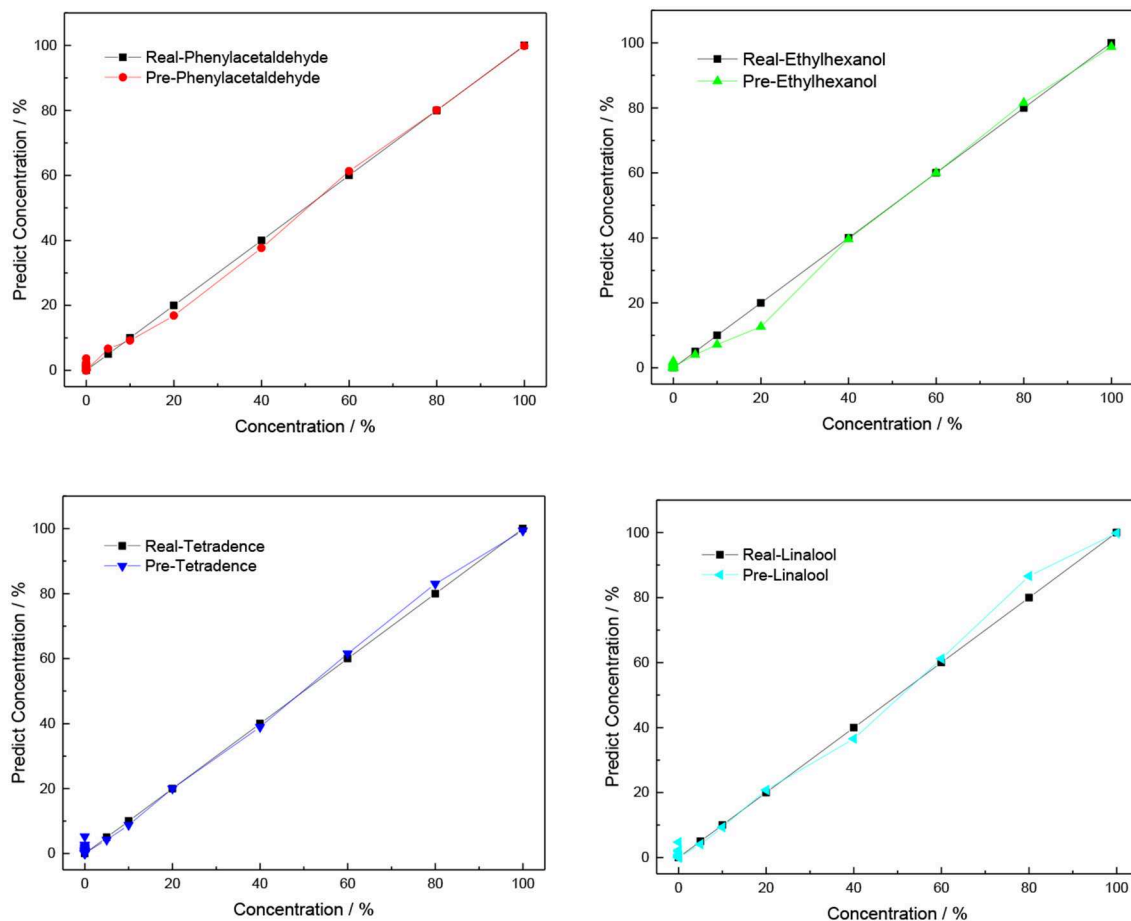 Real-Phenylacetaldehyde
Pre-Phenylacetaldehyde
Predict Concentration / %
100
80
60
40
20
0
0 20 40 60 80 100
Concentration / %
Real-Ethylhexanol
Pre-Ethylhexanol
Predict Concentration / %
100
80
60
40
20
0
0 20 40 60 80 100
Concentration / %
Real-Tetradence
Pre-Tetradence
Predict Concentration / %
100
80
60
40
20
0
0 20 40 60 80 100
Concentration / %
Real-Linalool
Pre-Linalool
Predict Concentration / %
100
80
60
40
20
0
0 20 40 60 80 100
Concentration / %